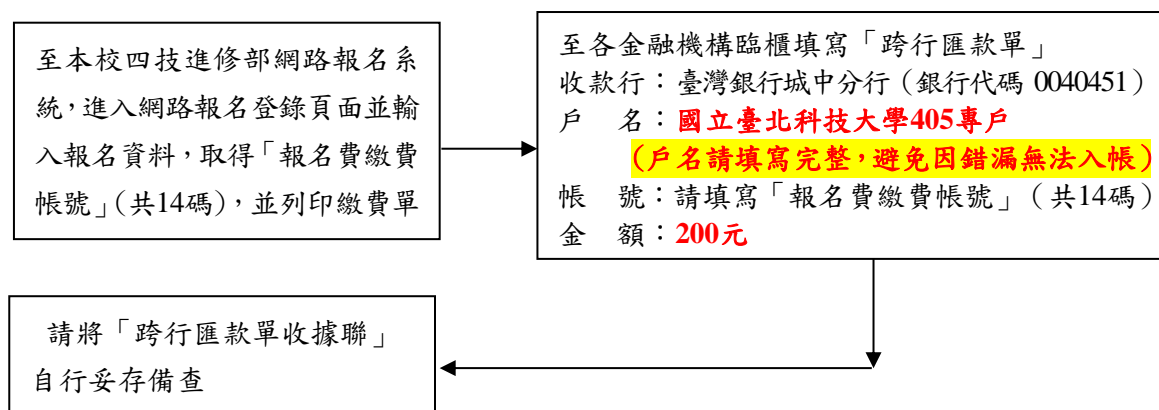 至本校四技進修部網路報名系
統，進入網路報名登錄頁面並輸
入報名資料，取得「報名費繳費
帳號」（共14碼），並列印繳費單
至各金融機構臨櫃填寫「跨行匯款單」
收款行：臺灣銀行城中分行（銀行代碼 0040451）
戶　名：國立臺北科技大學405專戶
（戶名請填寫完整，避免因錯漏無法入帳）
帳　號：請填寫「報名費繳費帳號」（共14碼）
金　額：200元
請將「跨行匯款單收據聯」
自行妥存備查